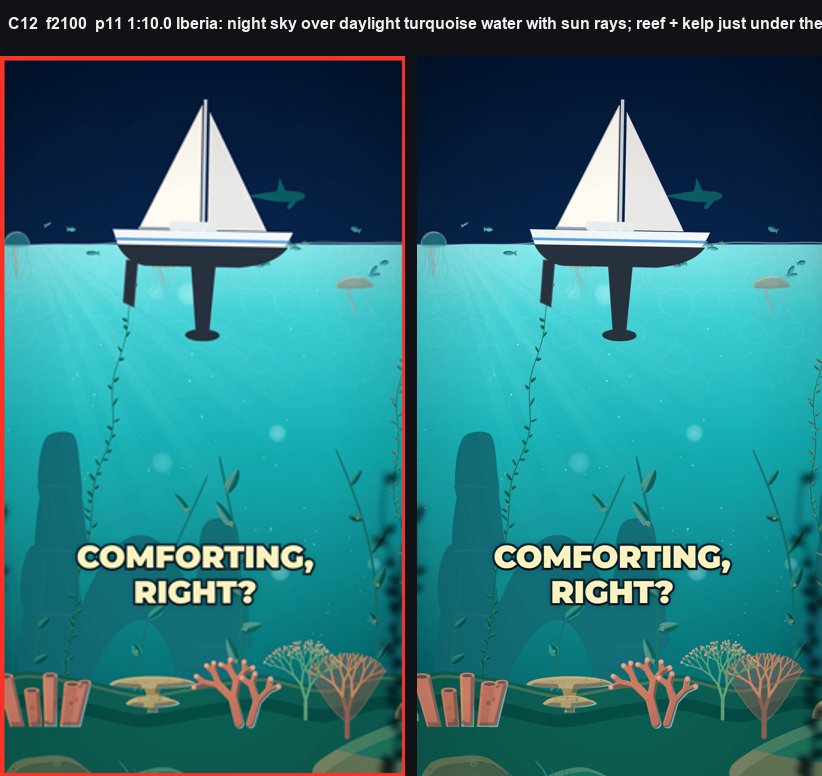 C12 f2100 p11 1:10.0 Iberia: night sky over daylight turquoise water with sun rays; reef + kelp just under the
COMFORTING,
RIGHT?
COMFORTING,
RIGHT?